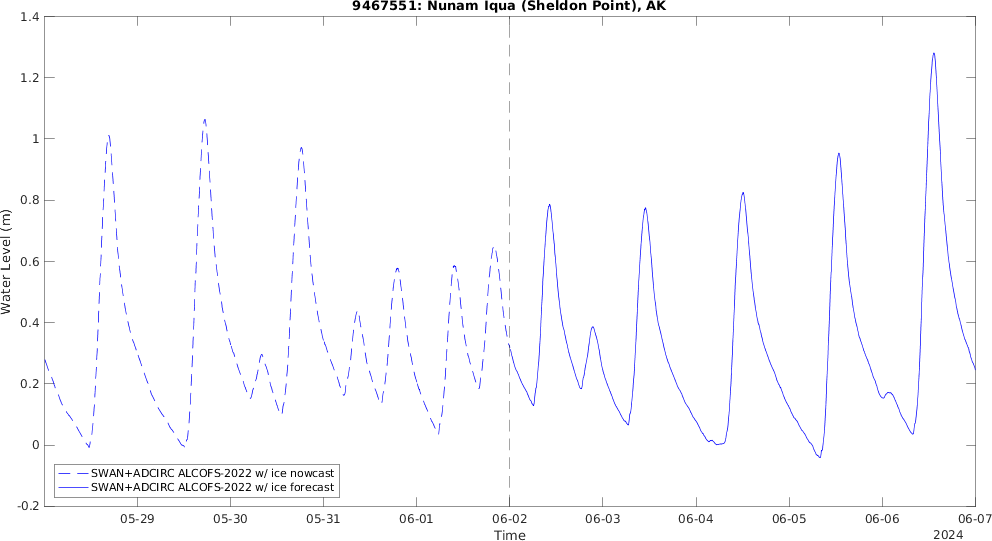 9467551: Nunam Iqua (Sheldon Point), AK
Water Level (m)
1.4
1.2
1
0.8
0.6
0.4
0.2
0
-0.2
SWAN+ADCIRC ALCOFS-2022 w/ ice nowcast
SWAN+ADCIRC ALCOFS-2022 w/ ice forecast
05-29 05-30 05-31 06-01 06-02 06-03 06-04 06-05 06-06 06-07
Time
2024